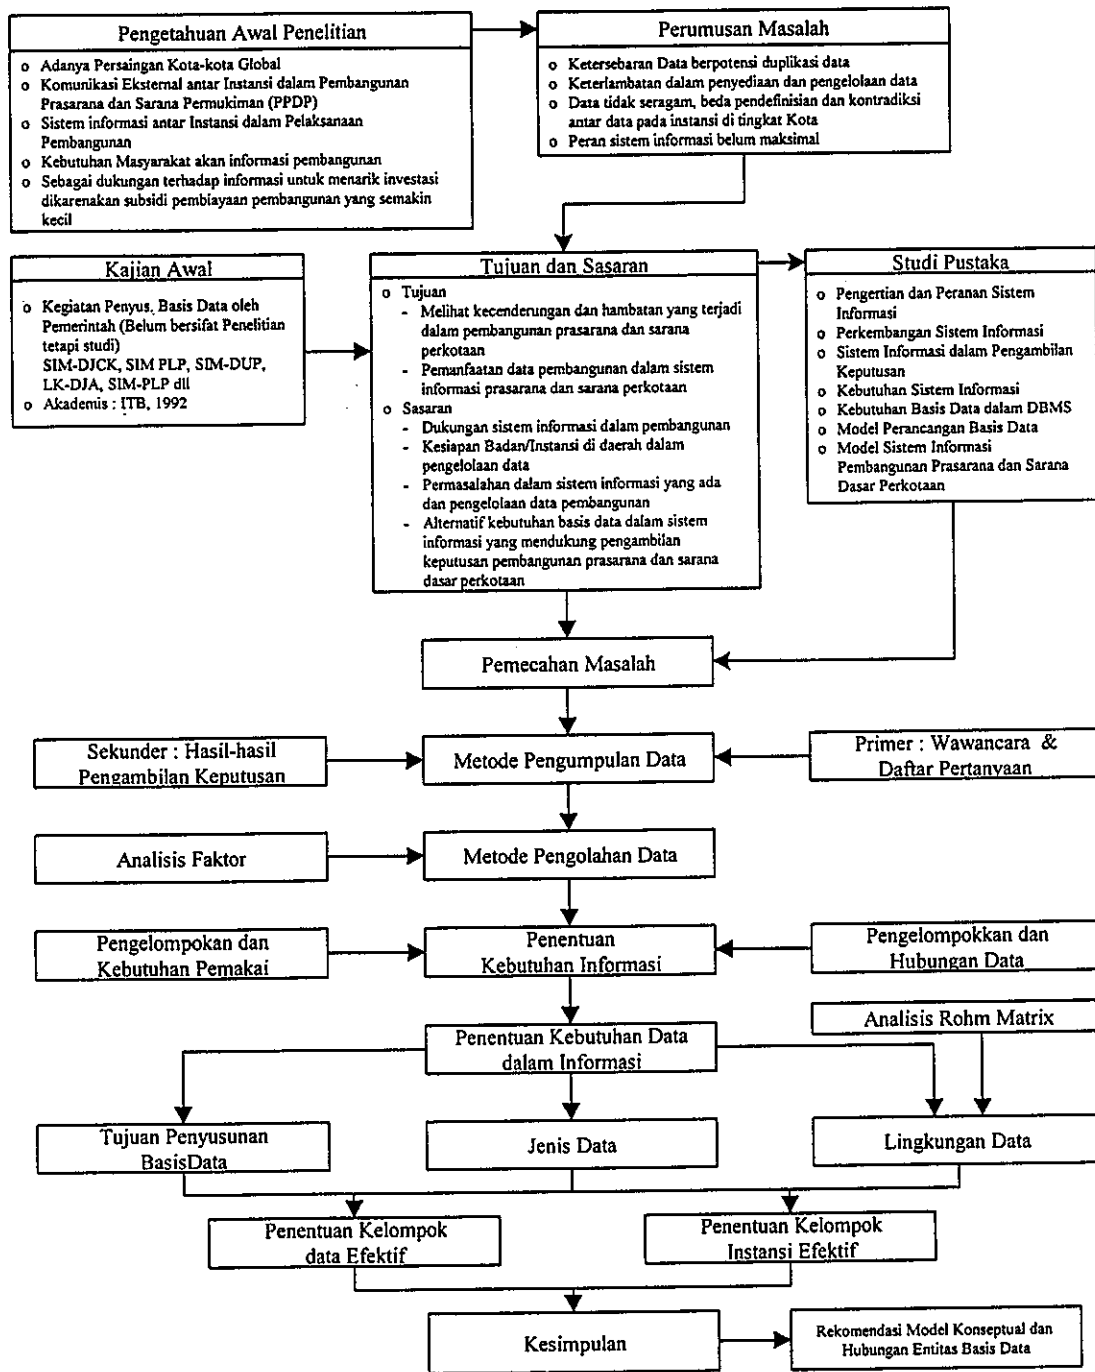 Pengetahuan Awal Penelitian
o Adanya Persaingan Kota-kota Global
o Komunikasi Eksternal antar Instansi dalam Pembangunan
Prasarana dan Sarana Permukiman (PPDP)
o Sistem informasi antar Instansi dalam Pelaksanaan
Pembangunan
o Kebutuhan Masyarakat akan informasi pembangunan
o Sebagai dukungan terhadap informasi untuk menarik investasi
dikarenakan subsidi pembiayaan pembangunan yang semakin
kecil
Perumusan Masalah
o Ketersebaran Data berpotensi duplikasi data
o Keterlambatan dalam penyediaan dan pengelolaan data
o Data tidak seragam, beda pendefinisian dan kontradiksi
antar data pada instansi di tingkat Kota
o Peran sistem informasi belum maksimal
Kajian Awal
o Kegiatan Penyus. Basis Data oleh
Pemerintah (Belum bersifat Penelitian
tetapi studi)
SIM-DJCK, SIM PLP, SIM-DUP,
LK-DJA, SIM-PLP dll
o Akademis : ITB, 1992
Tujuan dan Sasaran
o Tujuan
- Melihat kecenderungan dan hambatan yang terjadi
dalam pembangunan prasarana dan sarana
perkotaan
- Pemanfaatan data pembangunan dalam sistem
informasi prasarana dan sarana perkotaan
o Sasaran
- Dukungan sistem informasi dalam pembangunan
- Kesiapan Badan/Instansi di daerah dalam
pengelolaan data
- Permasalahan dalam sistem informasi yang ada
dan pengelolaan data pembangunan
- Alternatif kebutuhan basis data dalam sistem
informasi yang mendukung pengambilan
keputusan pembangunan prasarana dan sarana
dasar perkotaan
Studi Pustaka
o Pengertian dan Peranan Sistem
Informasi
o Perkembangan Sistem Informasi
o Sistem Informasi dalam Pengambilan
Keputusan
o Kebutuhan Sistem Informasi
o Kebutuhan Basis Data dalam DBMS
o Model Perancangan Basis Data
o Model Sistem Informasi
Pembangunan Prasarana dan Sarana
Dasar Perkotaan
Pemecahan Masalah
Sekunder : Hasil-hasil
Pengambilan Keputusan
Metode Pengumpulan Data
Primer : Wawancara &
Daftar Pertanyaan
Analisis Faktor
Metode Pengolahan Data
Pengelompokan dan
Kebutuhan Pemakai
Penentuan
Kebutuhan Informasi
Pengelompokkan dan
Hubungan Data
Analisis Rohm Matrix
Penentuan Kebutuhan Data
dalam Informasi
Tujuan Penyusunan
BasisData
Jenis Data
Lingkungan Data
Penentuan Kelompok
data Efektif
Penentuan Kelompok
Instansi Efektif
Kesimpulan
Rekomendasi Model Konseptual dan
Hubungan Entitas Basis Data